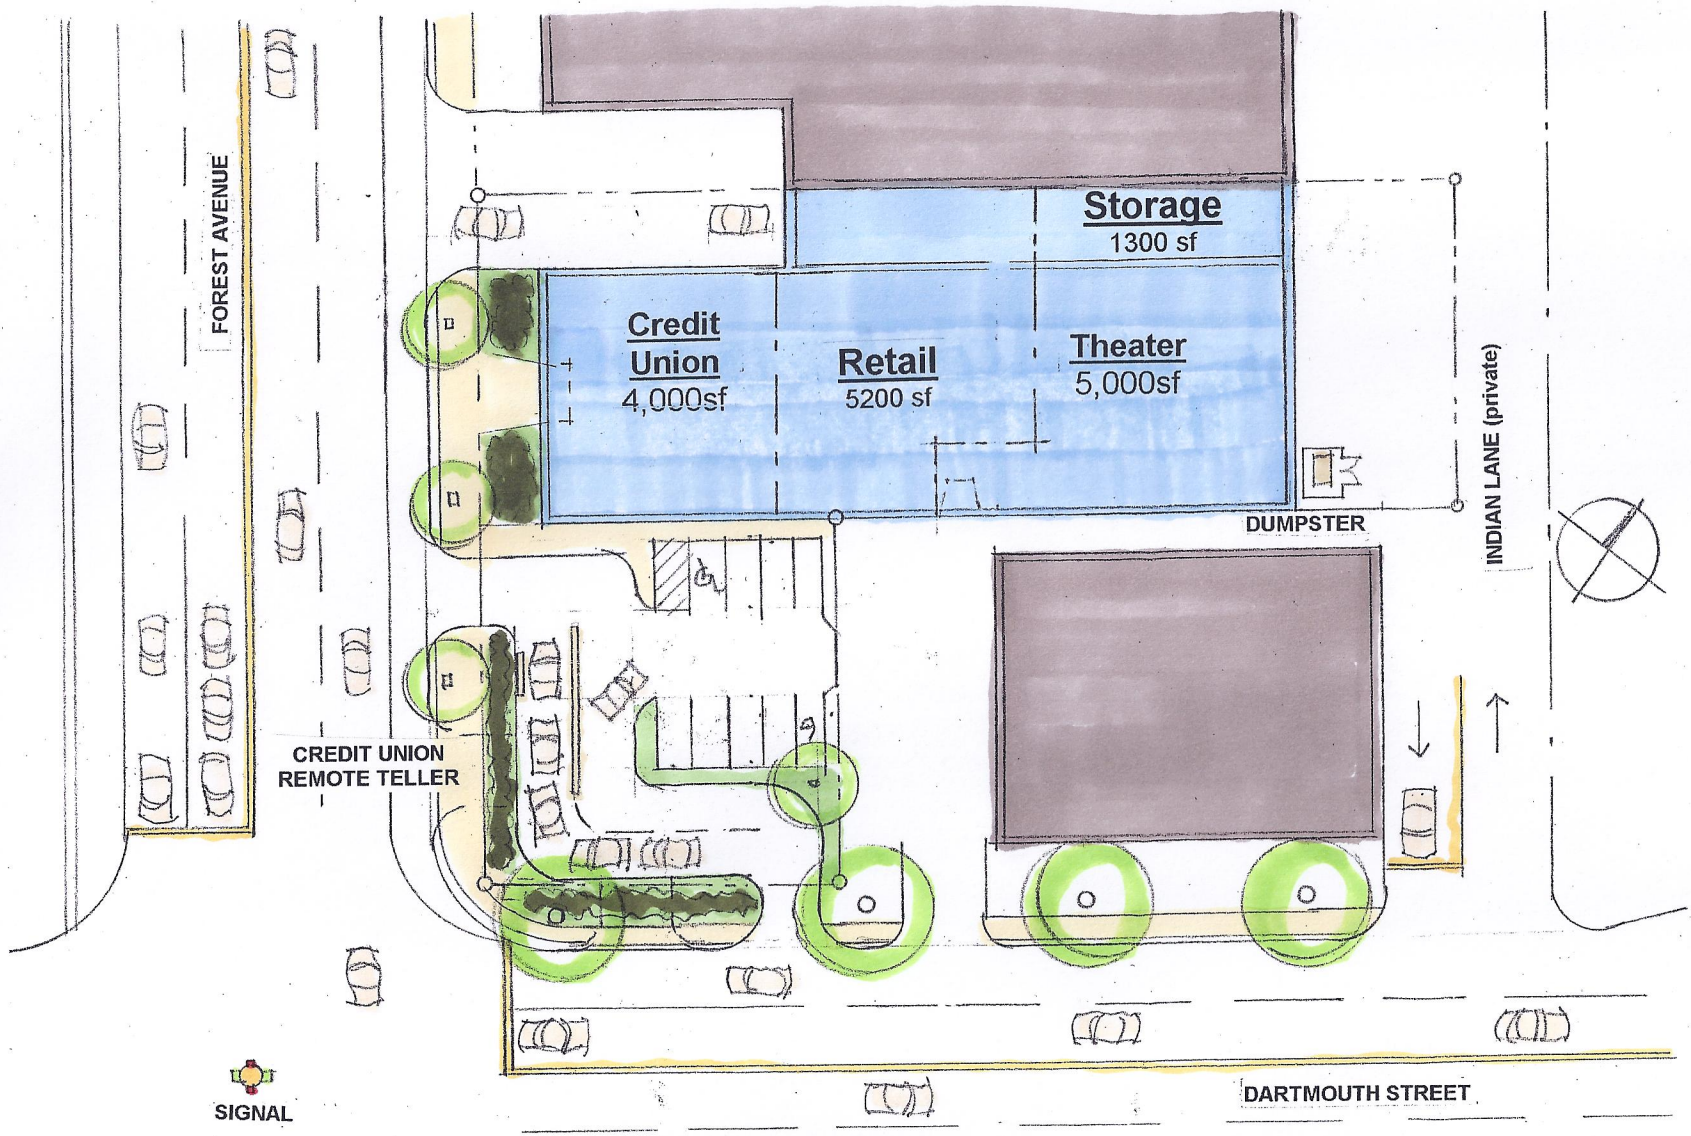 FOREST AVENUE
Storage
1300 sf
Credit
Union
4,000sf
Retail
5200 sf
Theater
5,000sf
INDIAN LANE (private)
DUMPSTER
CREDIT UNION
REMOTE TELLER
SIGNAL
DARTMOUTH STREET